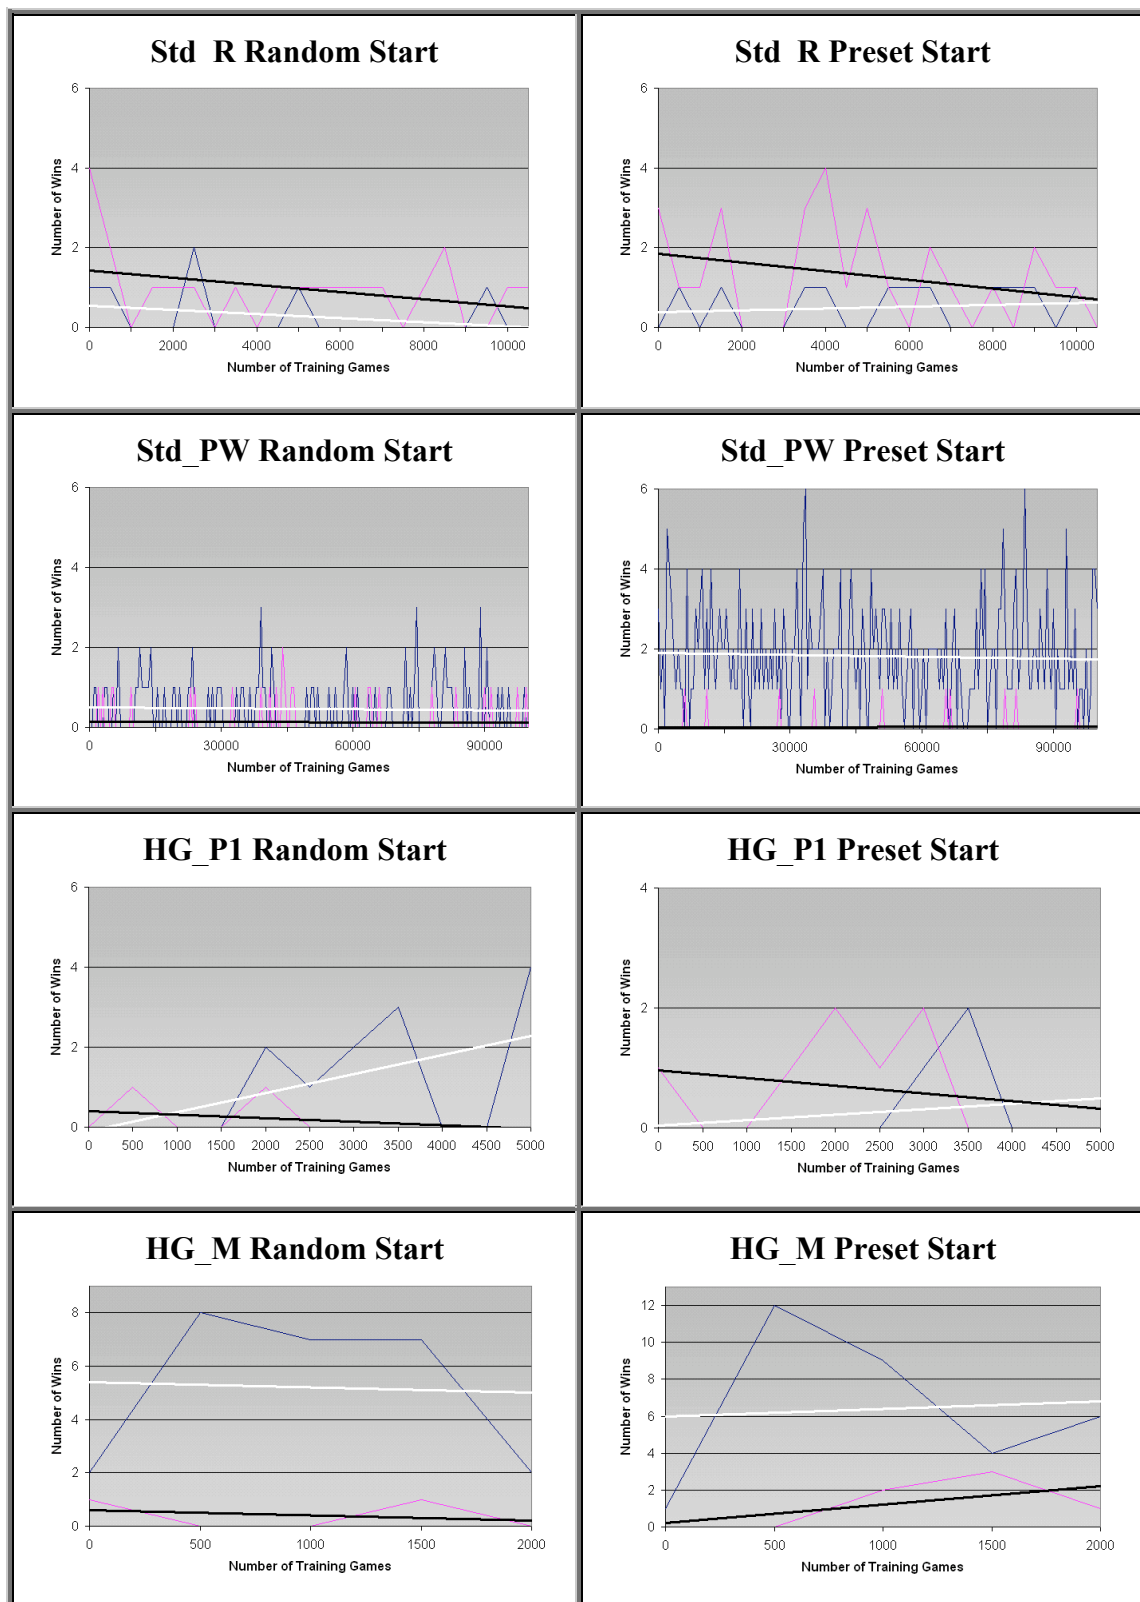 Std_R Random Start
6
4
2
0
0 2000 4000 6000 8000 10000
Number of Wins
Number of Training Games
Std_R Preset Start
6
4
2
0
0 2000 4000 6000 8000 10000
Number of Wins
Number of Training Games
Std_PW Random Start
6
4
2
0
0 30000 60000 90000
Number of Wins
Number of Training Games
Std_PW Preset Start
6
4
2
0
0 30000 60000 90000
Number of Wins
Number of Training Games
HG_P1 Random Start
6
4
2
0
0 500 1000 1500 2000 2500 3000 3500 4000 4500 5000
Number of Wins
Number of Training Games
HG_P1 Preset Start
4
2
0
0 500 1000 1500 2000 2500 3000 3500 4000 4500 5000
Number of Wins
Number of Training Games
HG_M Random Start
8
6
4
2
0
0 500 1000 1500 2000
Number of Wins
Number of Training Games
HG_M Preset Start
12
10
8
6
4
2
0
0 500 1000 1500 2000
Number of Wins
Number of Training Games